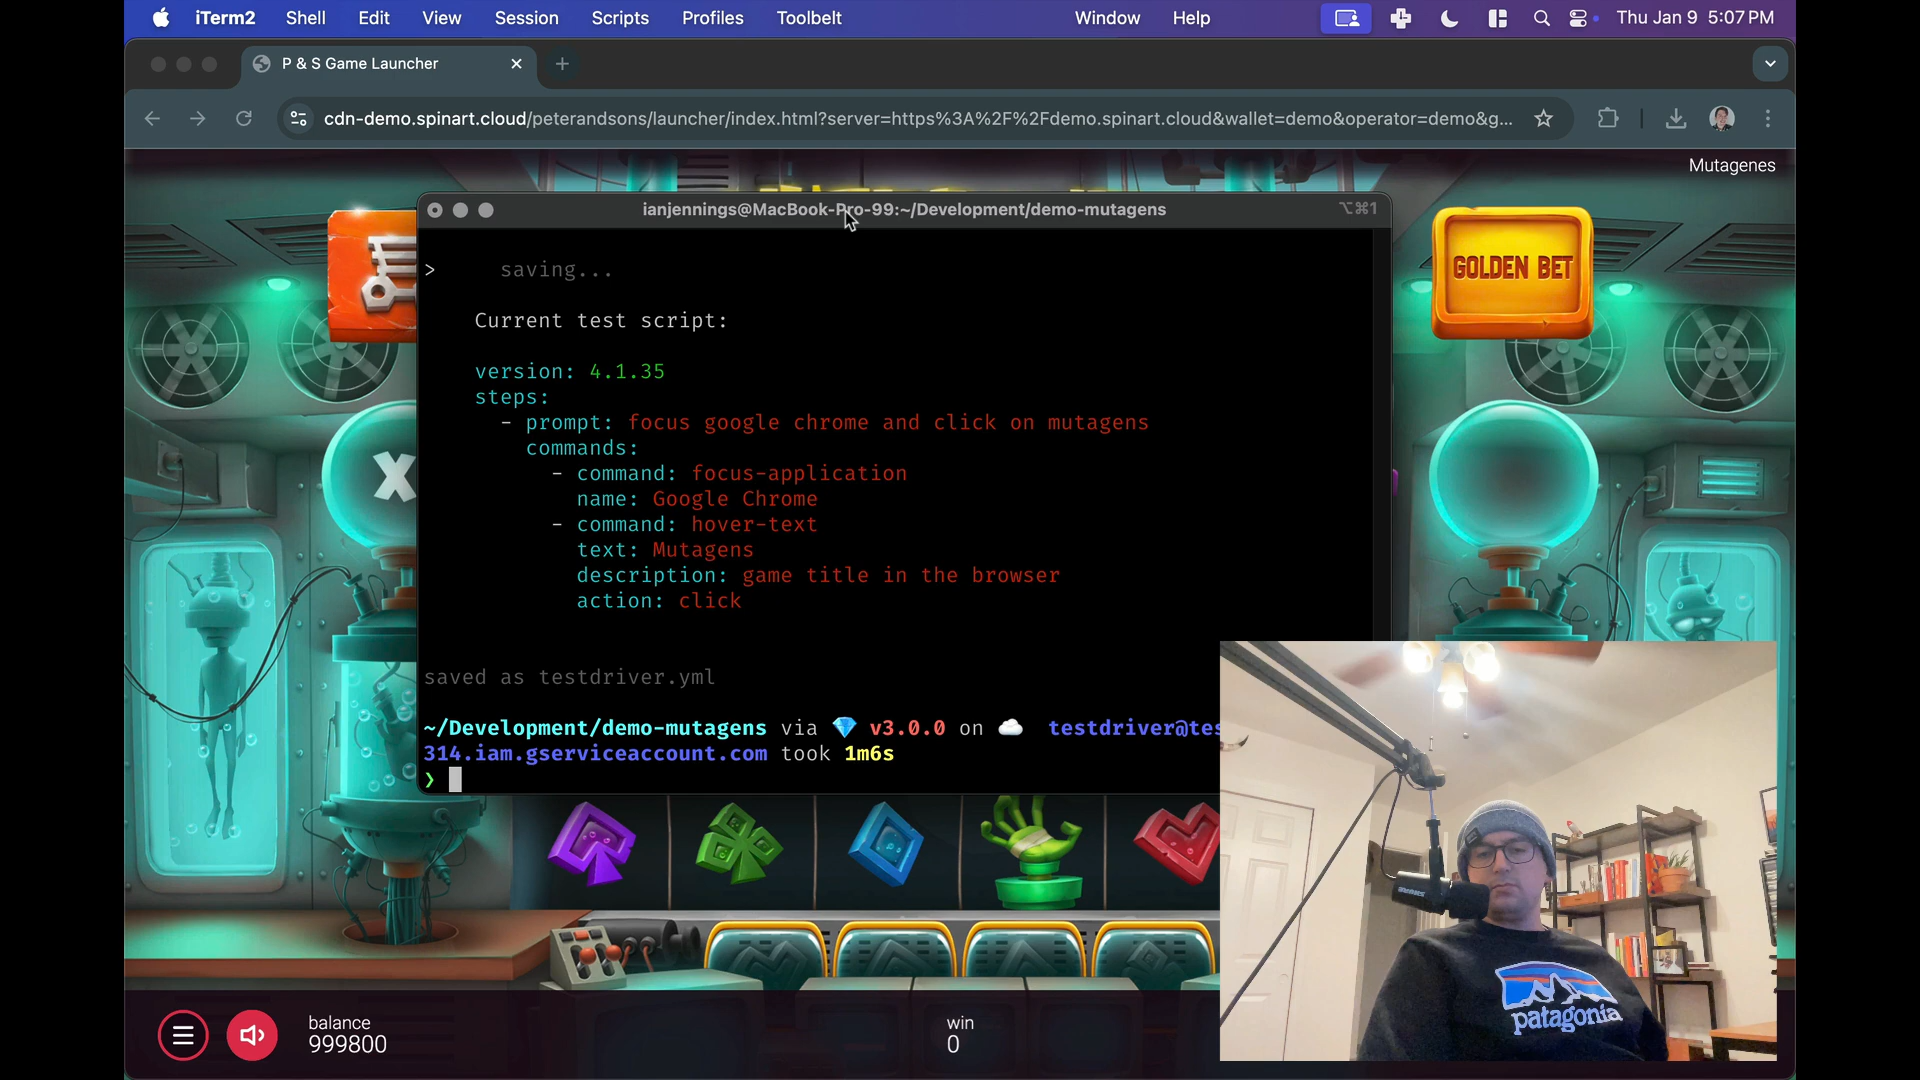 iTerm2 Shell Edit View Session Scripts Profiles Toolbelt Window Help Thu Jan 9 5:07 PM
P & S Game Launcher
cdn-demo.spinart.cloud/peterandsons/launcher/index.html?server=https%3A%2F%2Fdemo.spinart.cloud&wallet=demo&operator=demo&g...
Mutagenes
ianjennings@MacBook-Pro-99:~/Development/demo-mutagens ⌥⌘1
GOLDEN BET
X
> saving...
Current test script:
version: 4.1.35
steps:
- prompt: focus google chrome and click on mutagens
commands:
- command: focus-application
name: Google Chrome
- command: hover-text
text: Mutagens
description: game title in the browser
action: click
saved as testdriver.yml
~/Development/demo-mutagens via 💎 v3.0.0 on ☁️ testdriver@tes
314.iam.gserviceaccount.com took 1m6s
❯
patagonia
balance
999800
win
0